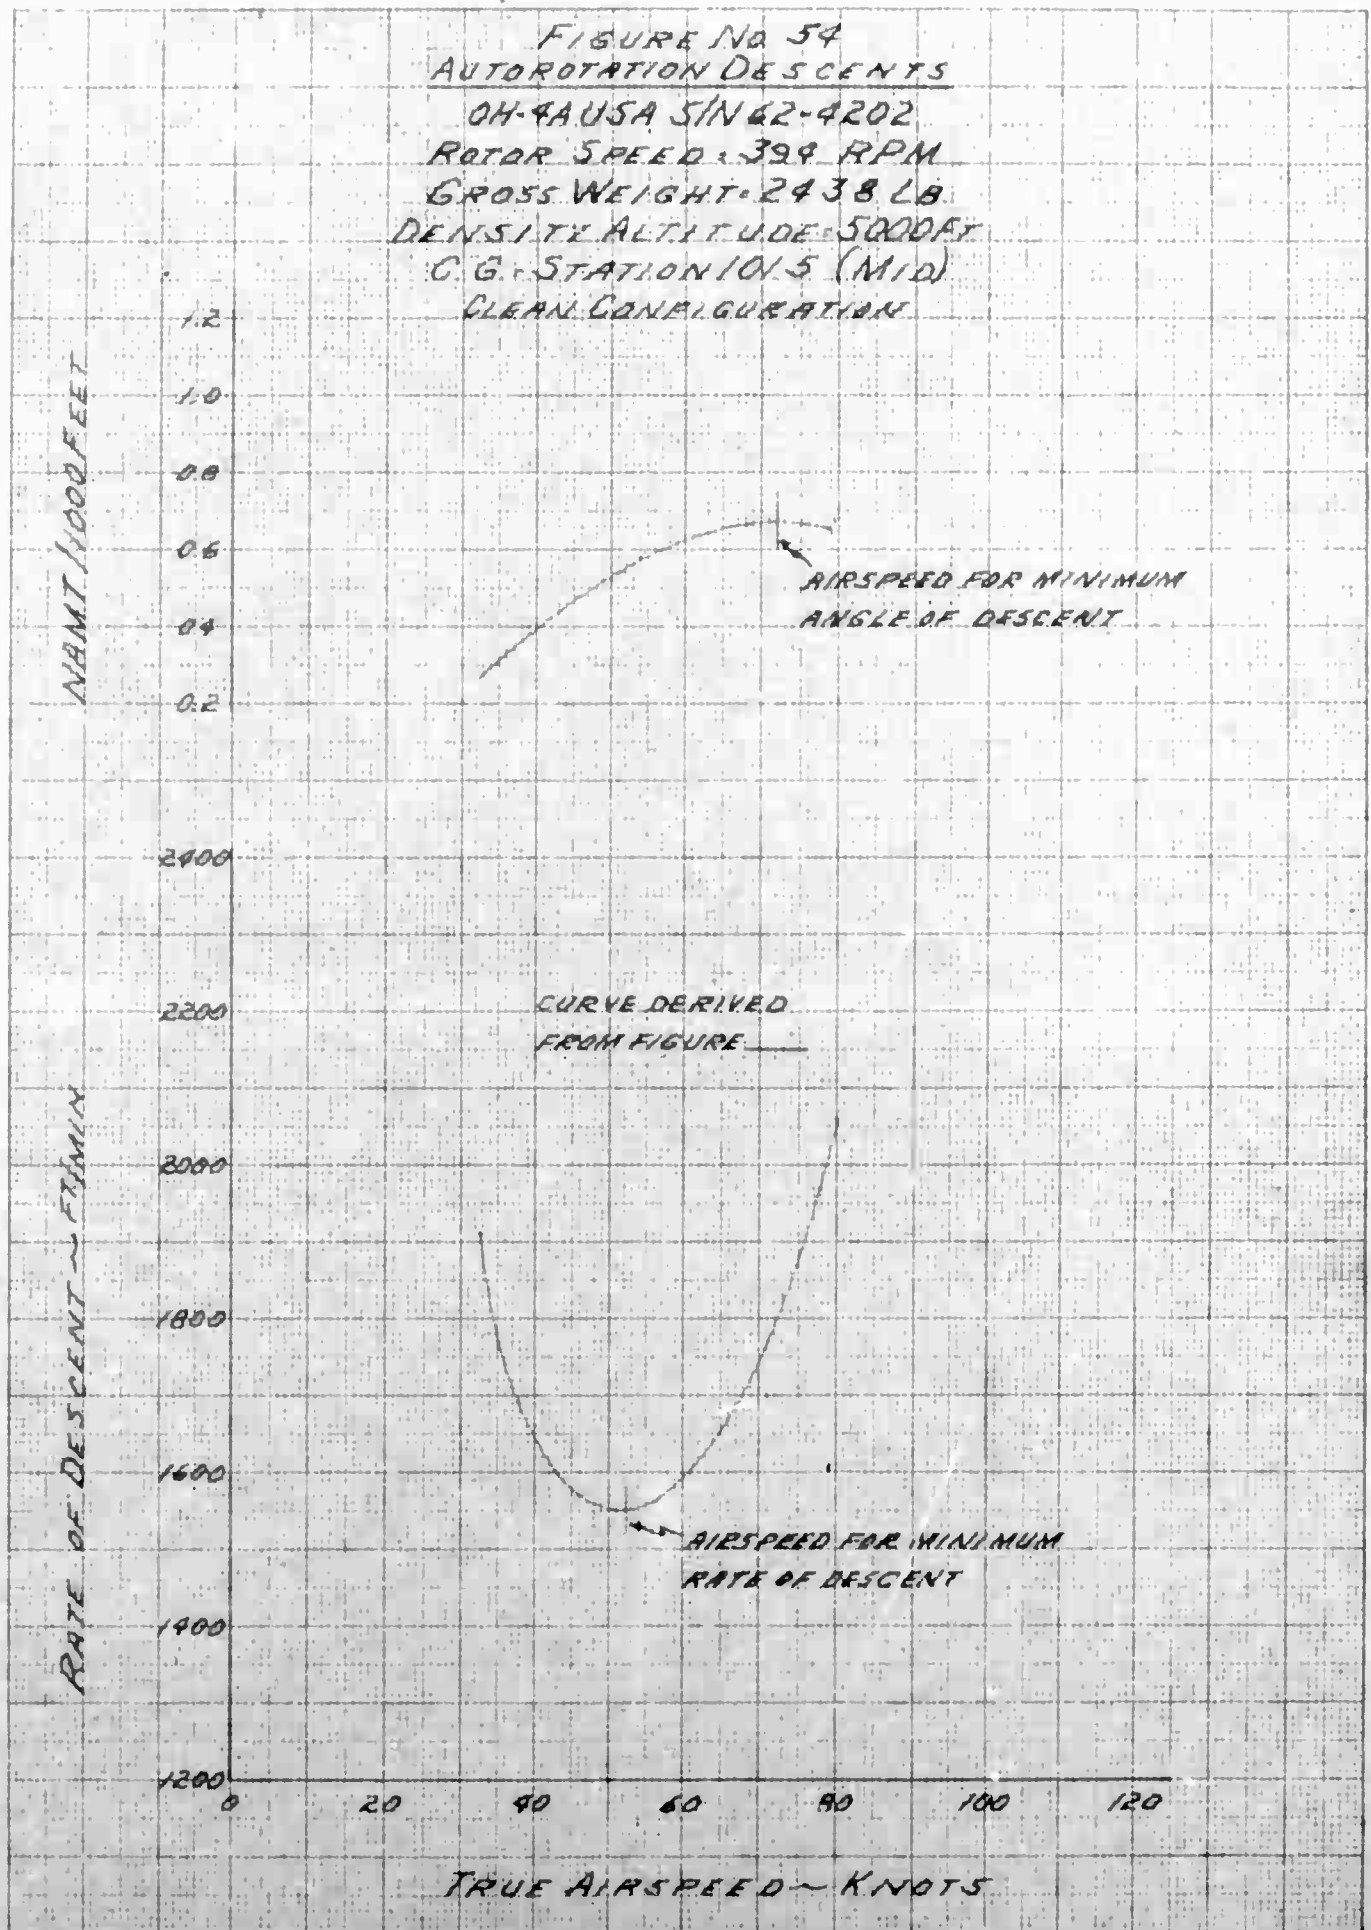 FIGURE NO 54
AUTOROTATION DESCENTS
OH-4A USA S/N 62-4202
ROTOR SPEED: 394 RPM
GROSS WEIGHT: 2438 LB
DENSITY ALTITUDE: 5000 FT
C.G. STATION 101.5 (MID)
CLEAN CONFIGURATION
NAMT/1000 FEET
1.2
1.0
0.8
0.6
0.4
0.2
AIRSPEED FOR MINIMUM
ANGLE OF DESCENT
RATE OF DESCENT ~ FT/MIN
2400
2200
2000
1800
1600
1400
1200
CURVE DERIVED
FROM FIGURE ____
AIRSPEED FOR MINIMUM
RATE OF DESCENT
0 20 40 60 80 100 120
TRUE AIRSPEED ~ KNOTS